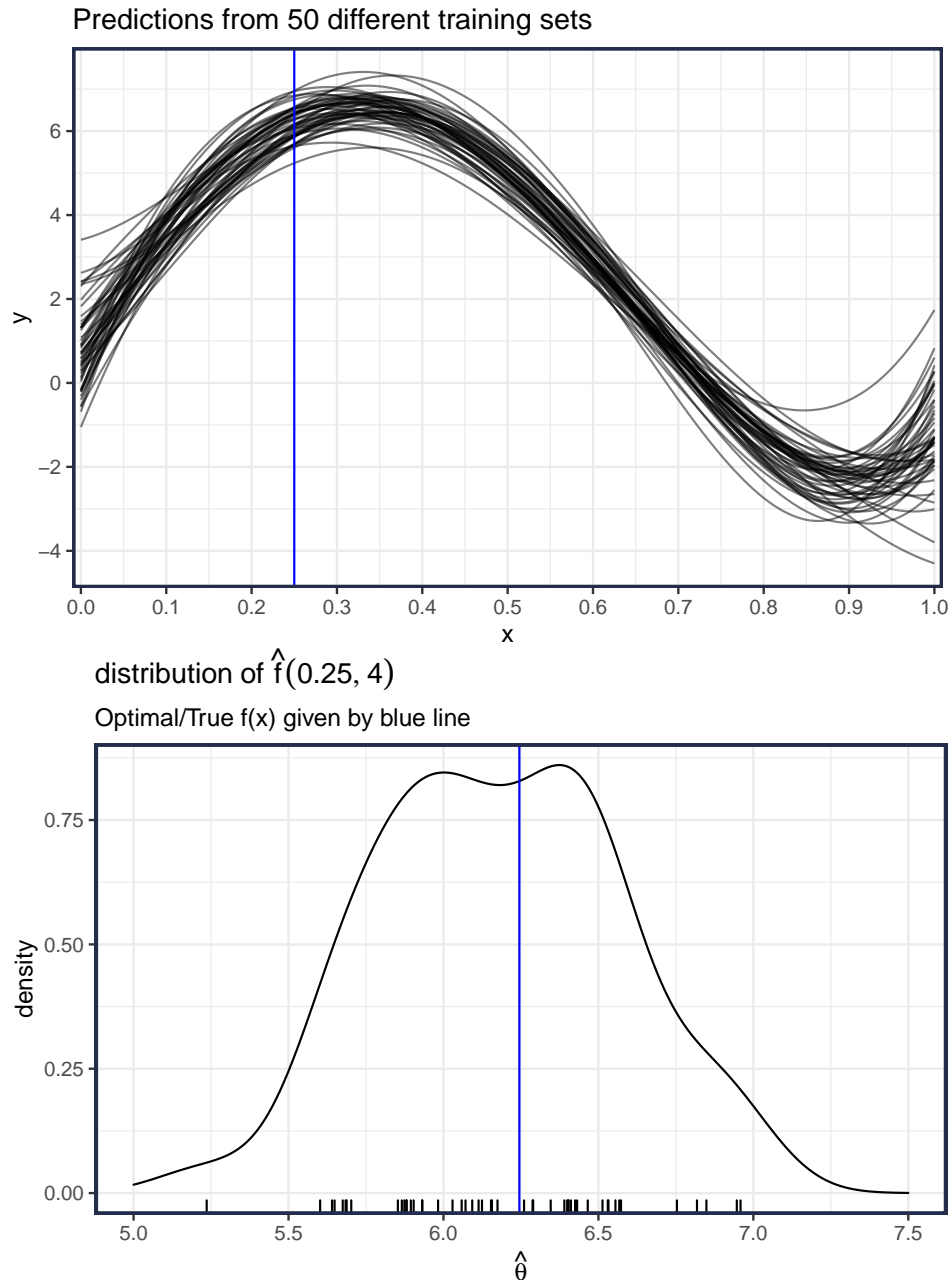 Predictions from 50 different training sets
6
4
2
0
−2
−4
y
0.0 0.1 0.2 0.3 0.4 0.5 0.6 0.7 0.8 0.9 1.0
x
distribution of f̂(0.25, 4)
Optimal/True f(x) given by blue line
0.75
0.50
0.25
0.00
density
5.0 5.5 6.0 6.5 7.0 7.5
θ̂